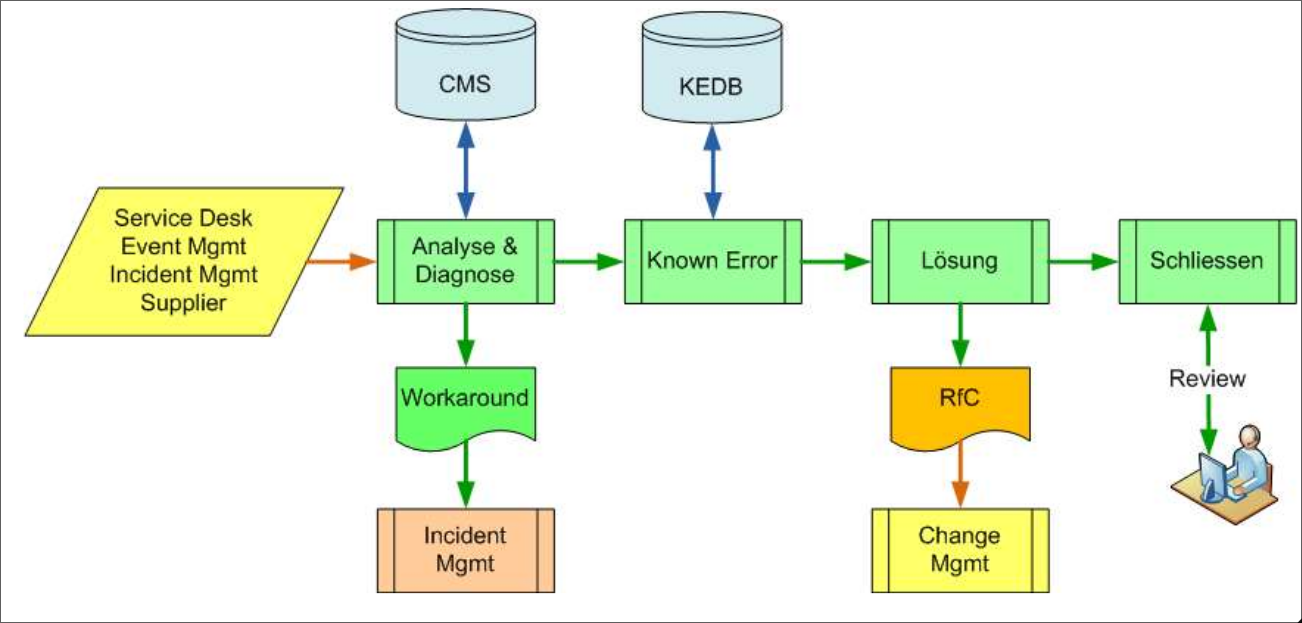 CMS
KEDB
Service Desk
Event Mgmt
Incident Mgmt
Supplier
Analyse &
Diagnose
Known Error
Lösung
Schliessen
Workaround
RfC
Review
Incident
Mgmt
Change
Mgmt